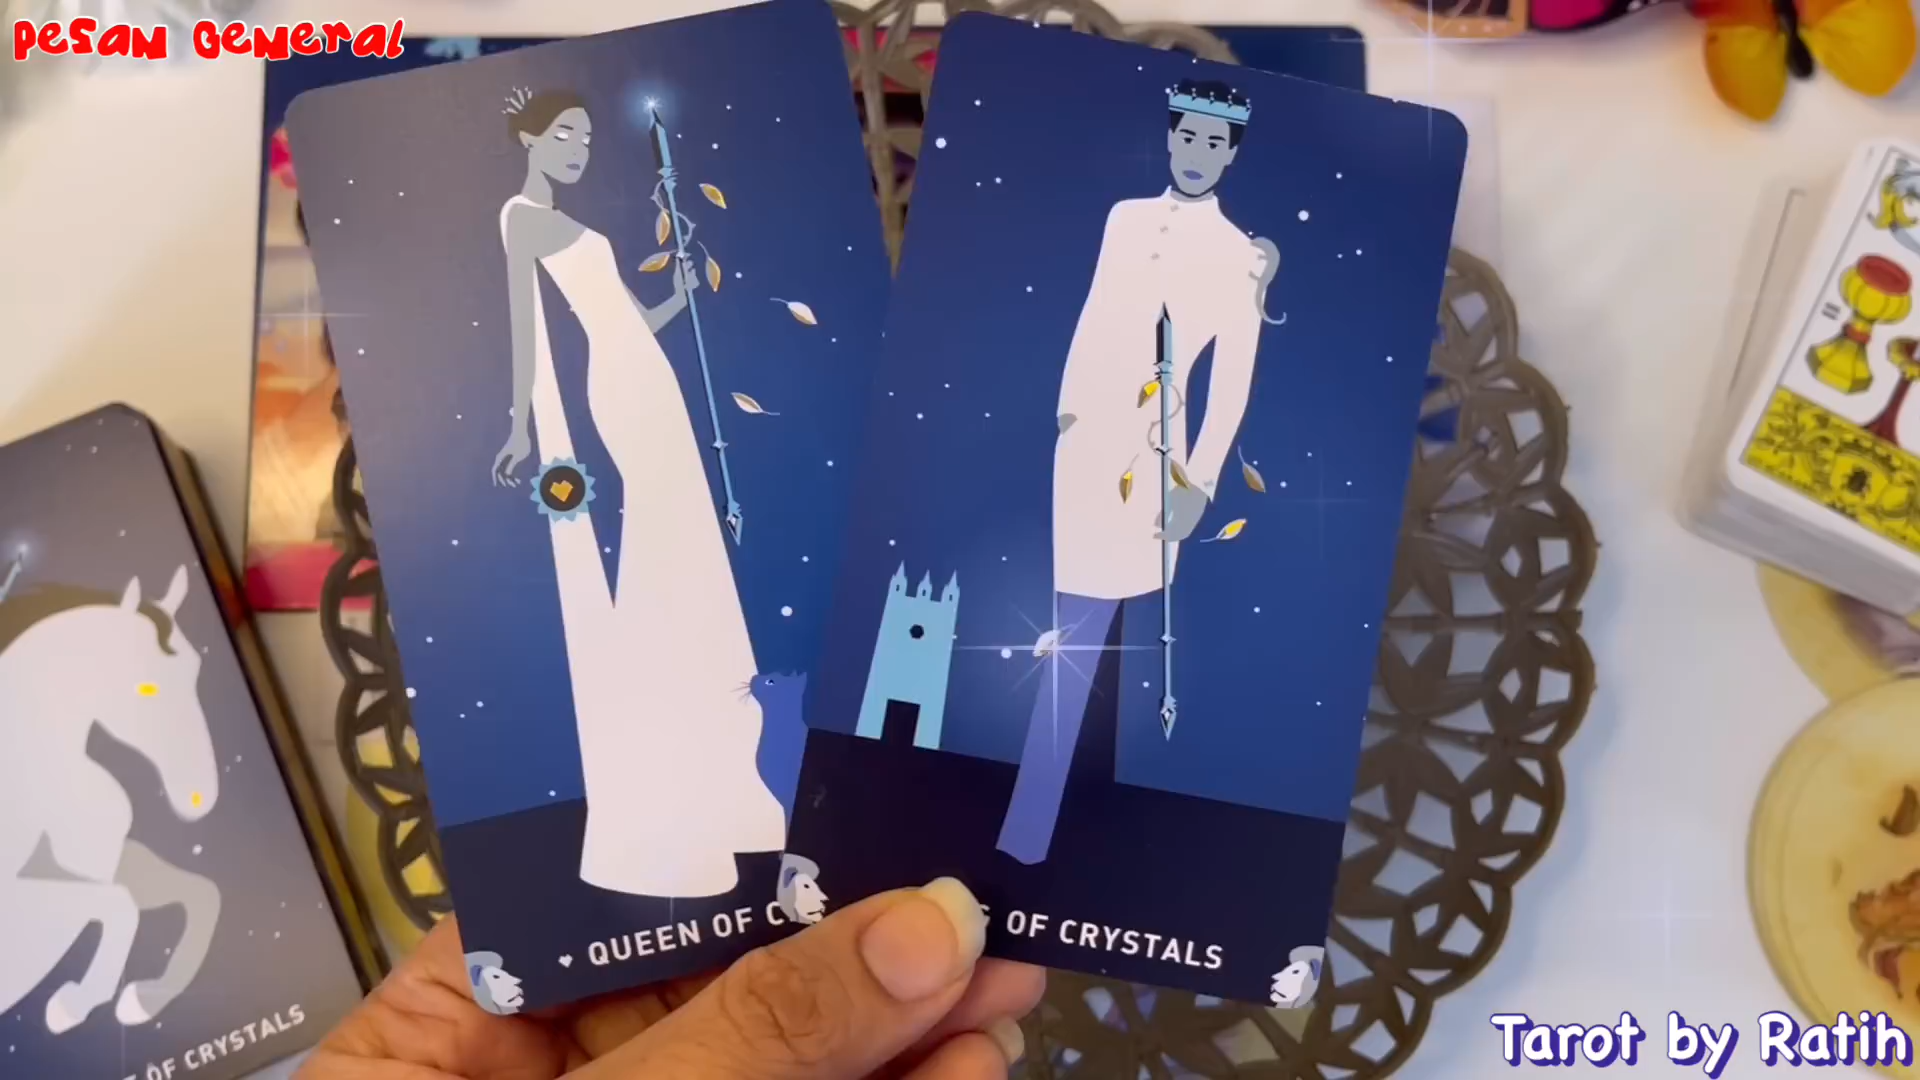 PESAN GENERAL
QUEEN OF C
OF CRYSTALS
OF CRYSTALS
Tarot by Ratih